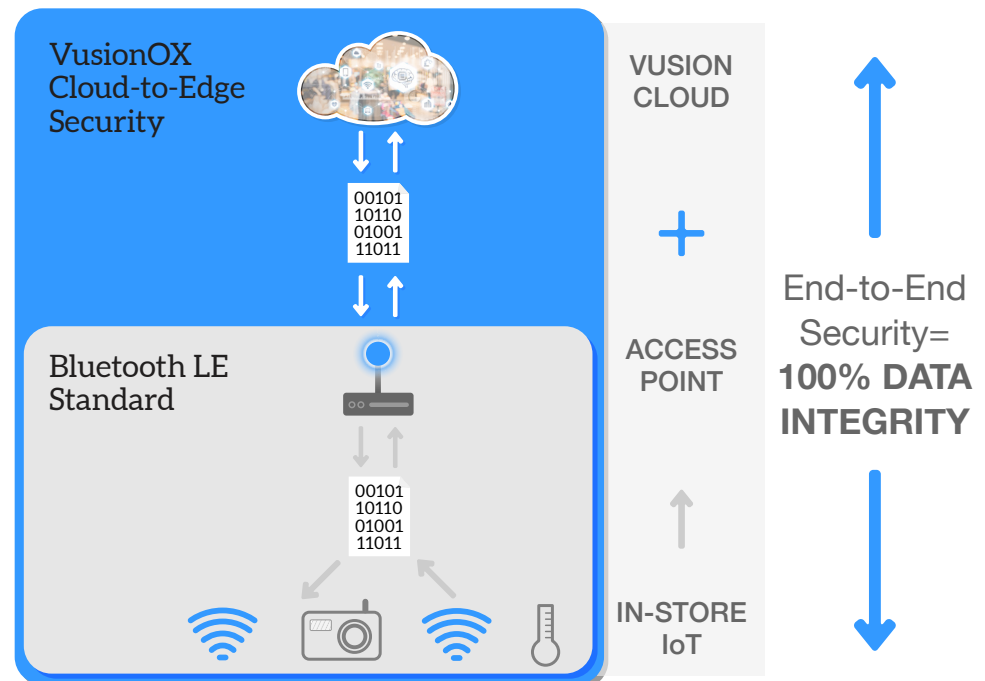 VusionOX
Cloud-to-Edge
Security
00101
10110
01001
11011
Bluetooth LE
Standard
00101
10110
01001
11011
VUSION
CLOUD
+
ACCESS
POINT
IN-STORE
IoT
End-to-End
Security=
100% DATA
INTEGRITY